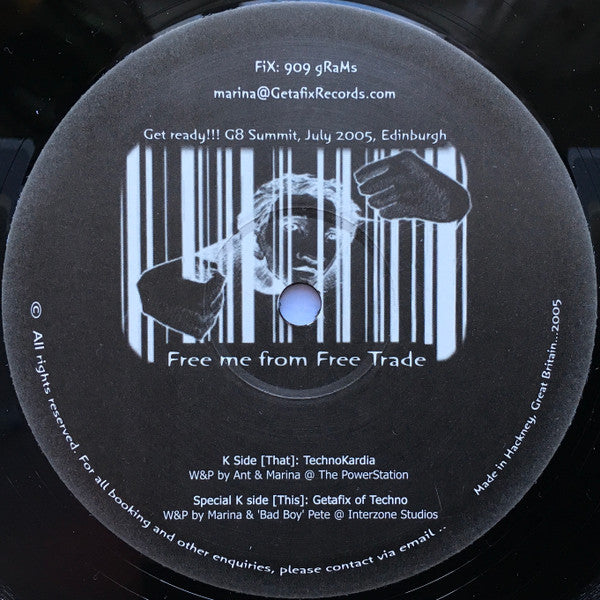 FiX: 909 gRaMs
marina@GetafixRecords.com
Get ready!!! G8 Summit, July 2005, Edinburgh
Free me from Free Trade
K Side [That]: TechnoKardia
W&P by Ant & Marina @ The PowerStation
Special K side [This]: Getafix of Techno
W&P by Marina & 'Bad Boy' Pete @ Interzone Studios
© All rights reserved. For all booking and other enquiries, please contact via email ..
Made in Hackney, Great Britain...2005